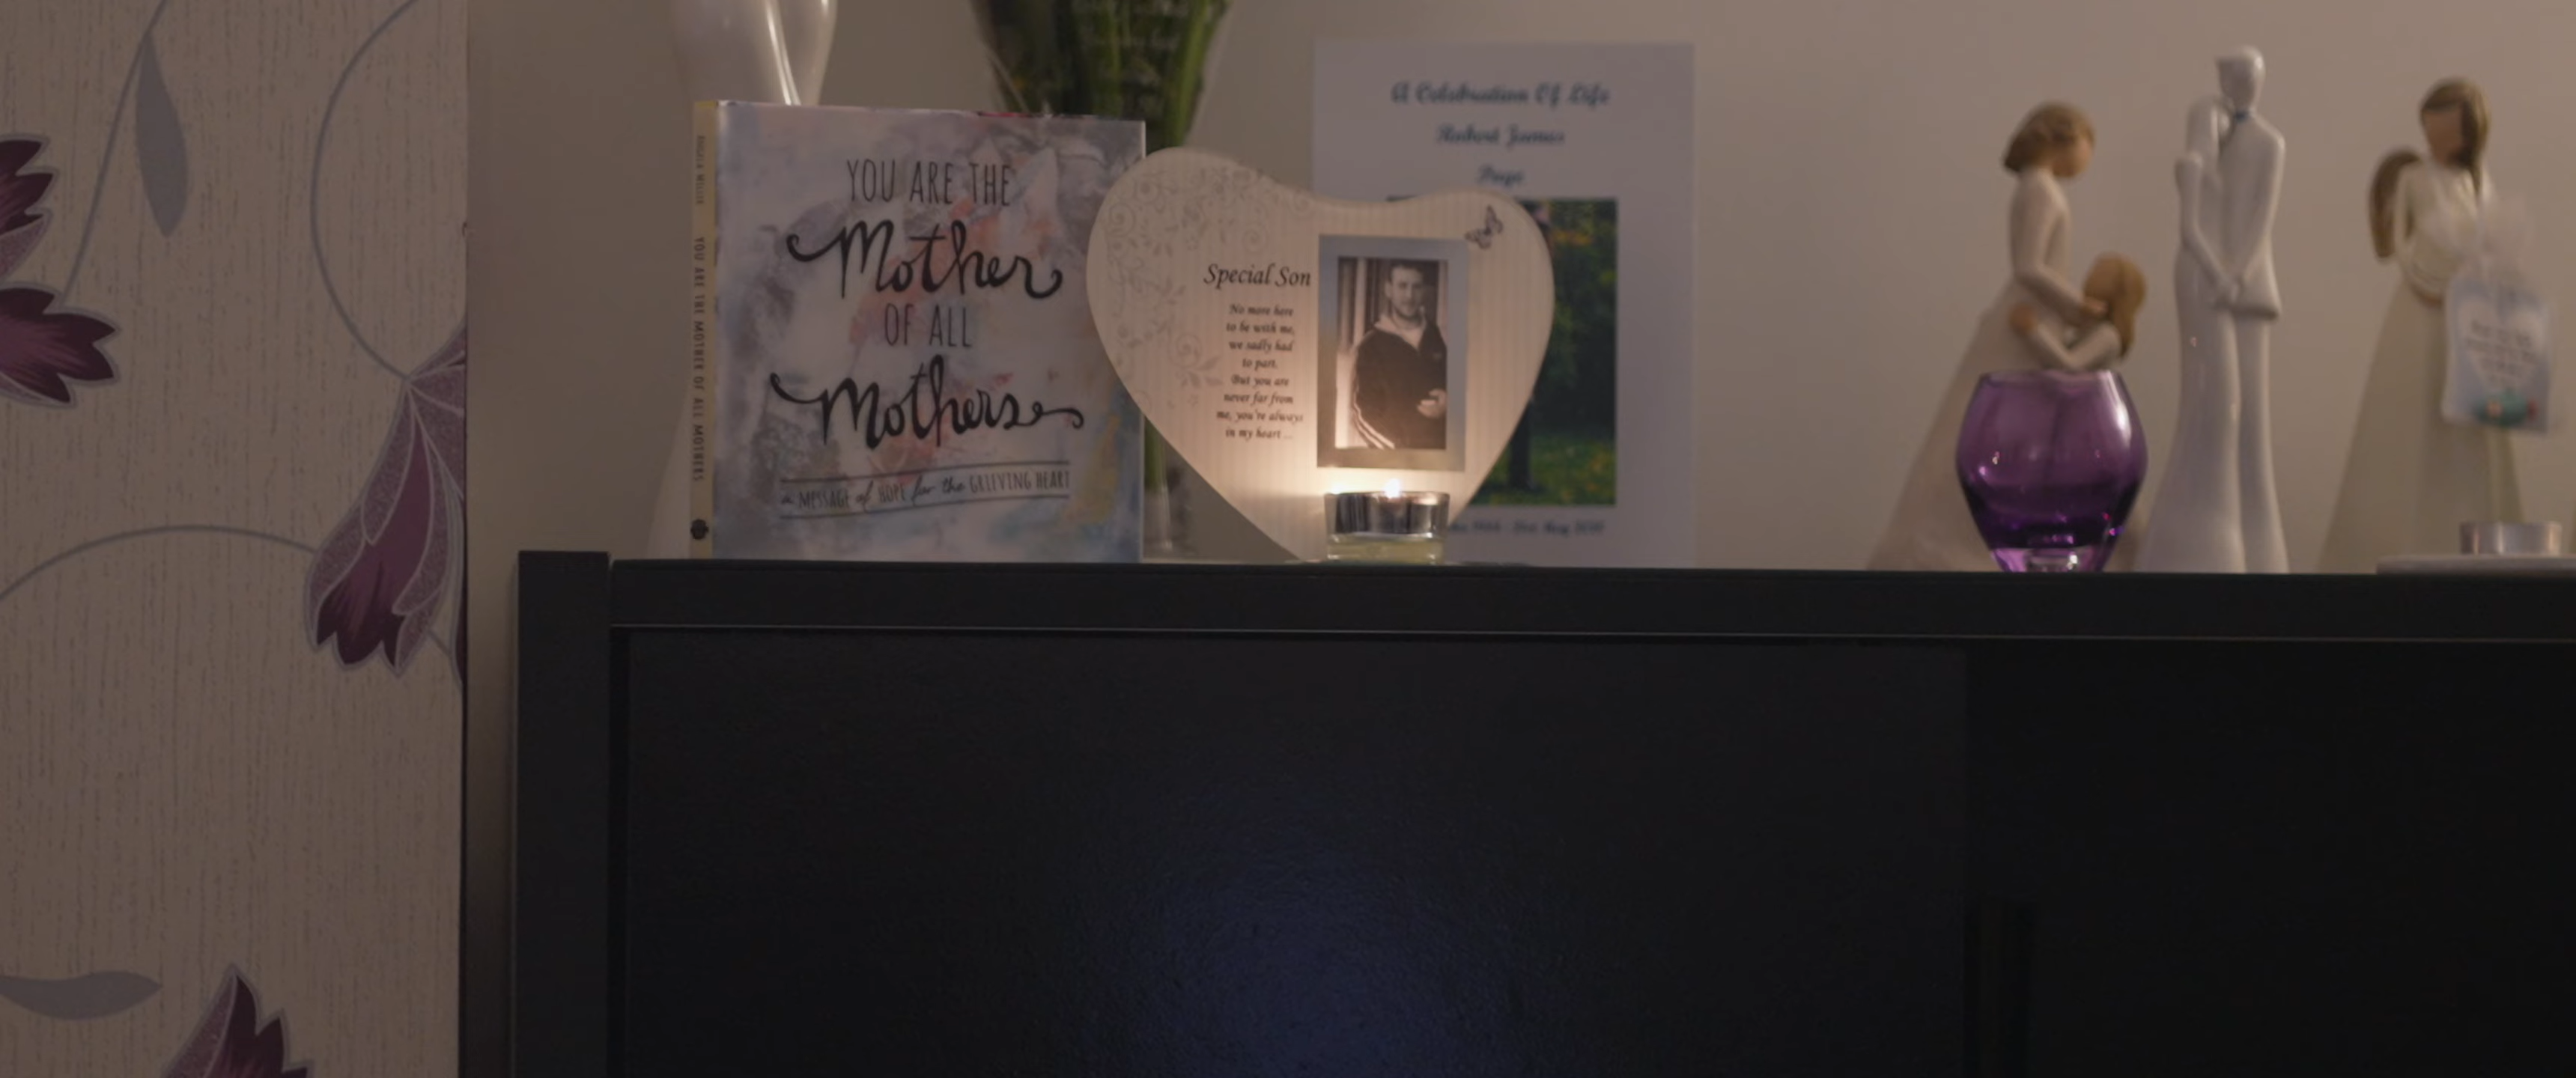 YOU ARE THE
Mother
OF ALL
Mothers
a MESSAGE of HOPE for the GRIEVING HEART
YOU ARE THE MOTHER OF ALL MOTHERS
Special Son
No more here
to be with me,
we sadly had
to part.
But you are
never far from
me, you're always
in my heart ...
A Celebration Of Life
Robert James
Page